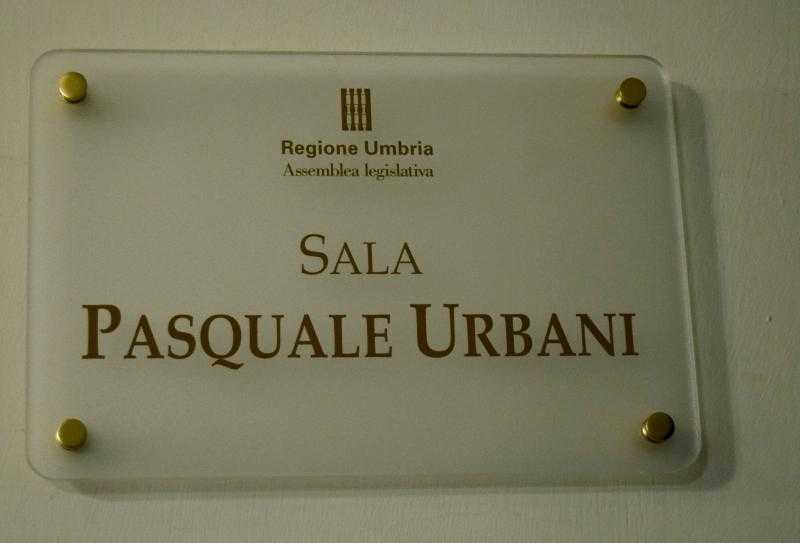 Regione Umbria
Assemblea legislativa
SALA
PASQUALE URBANI